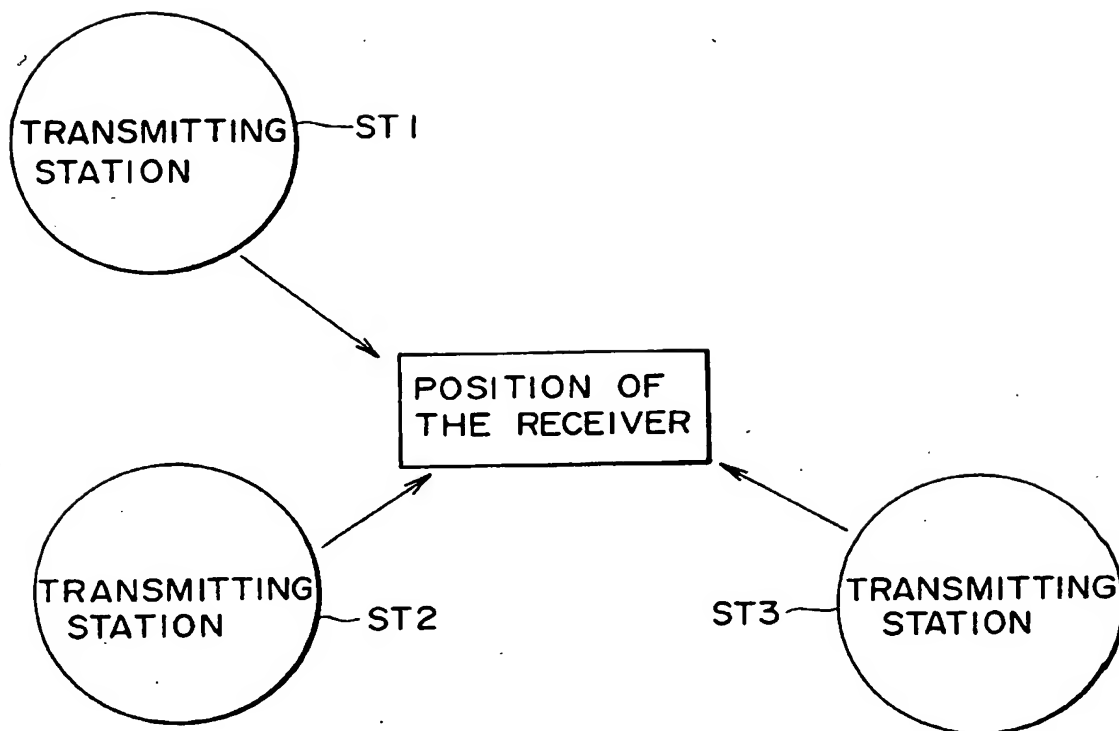 TRANSMITTING
STATION
ST1
POSITION OF
THE RECEIVER
TRANSMITTING
STATION
ST2
ST3
TRANSMITTING
STATION